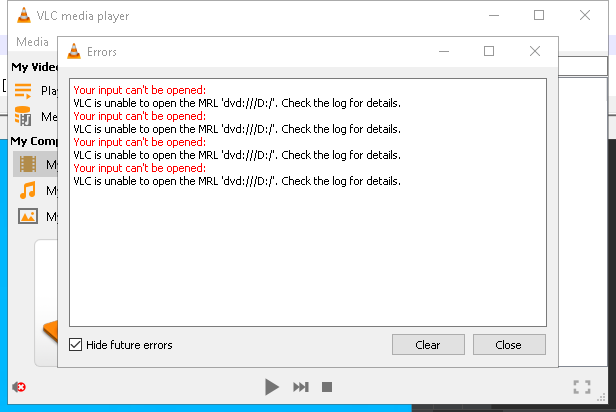 VLC media player
Media
Errors
My Video
Your input can't be opened:
VLC is unable to open the MRL 'dvd:///D:/'. Check the log for details.
Your input can't be opened:
VLC is unable to open the MRL 'dvd:///D:/'. Check the log for details.
Your input can't be opened:
VLC is unable to open the MRL 'dvd:///D:/'. Check the log for details.
Your input can't be opened:
VLC is unable to open the MRL 'dvd:///D:/'. Check the log for details.
Play
Me
My Comp
My
My
My
Hide future errors
Clear
Close